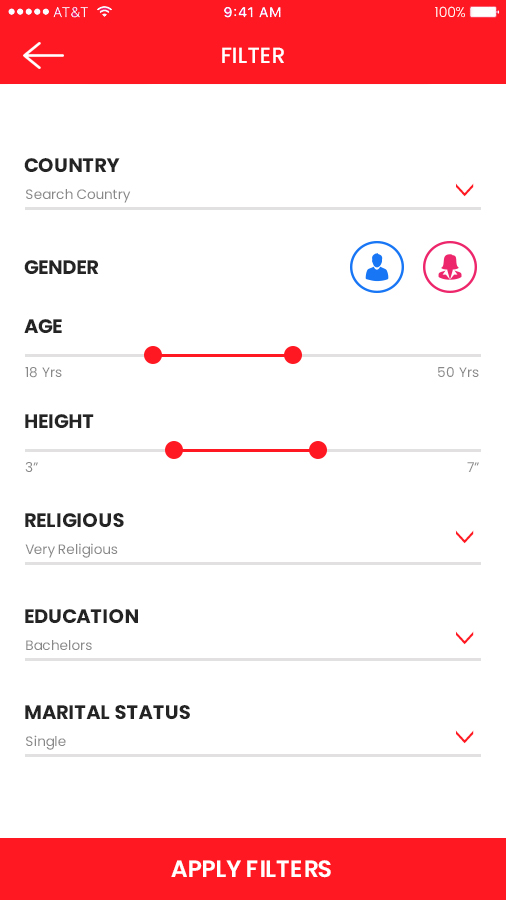 AT&T 9:41 AM 100%
FILTER
COUNTRY
Search Country
GENDER
AGE
18 Yrs 50 Yrs
HEIGHT
3” 7”
RELIGIOUS
Very Religious
EDUCATION
Bachelors
MARITAL STATUS
Single
APPLY FILTERS